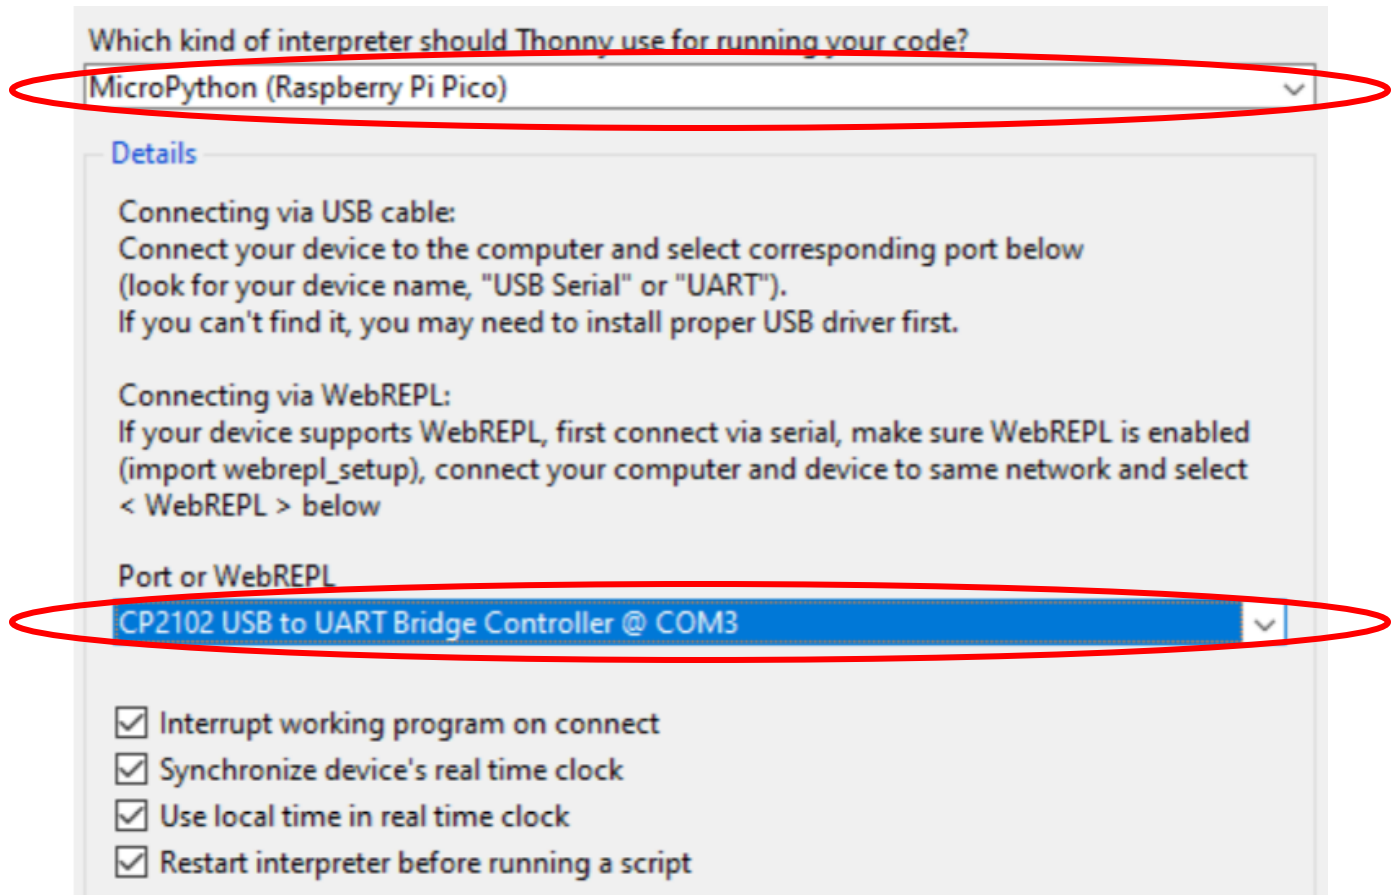 Which kind of interpreter should Thonny use for running your code?
MicroPython (Raspberry Pi Pico)
Details
Connecting via USB cable:
Connect your device to the computer and select corresponding port below
(look for your device name, "USB Serial" or "UART").
If you can't find it, you may need to install proper USB driver first.
Connecting via WebREPL:
If your device supports WebREPL, first connect via serial, make sure WebREPL is enabled
(import webrepl_setup), connect your computer and device to same network and select
< WebREPL > below
Port or WebREPL
CP2102 USB to UART Bridge Controller @ COM3
Interrupt working program on connect
Synchronize device's real time clock
Use local time in real time clock
Restart interpreter before running a script